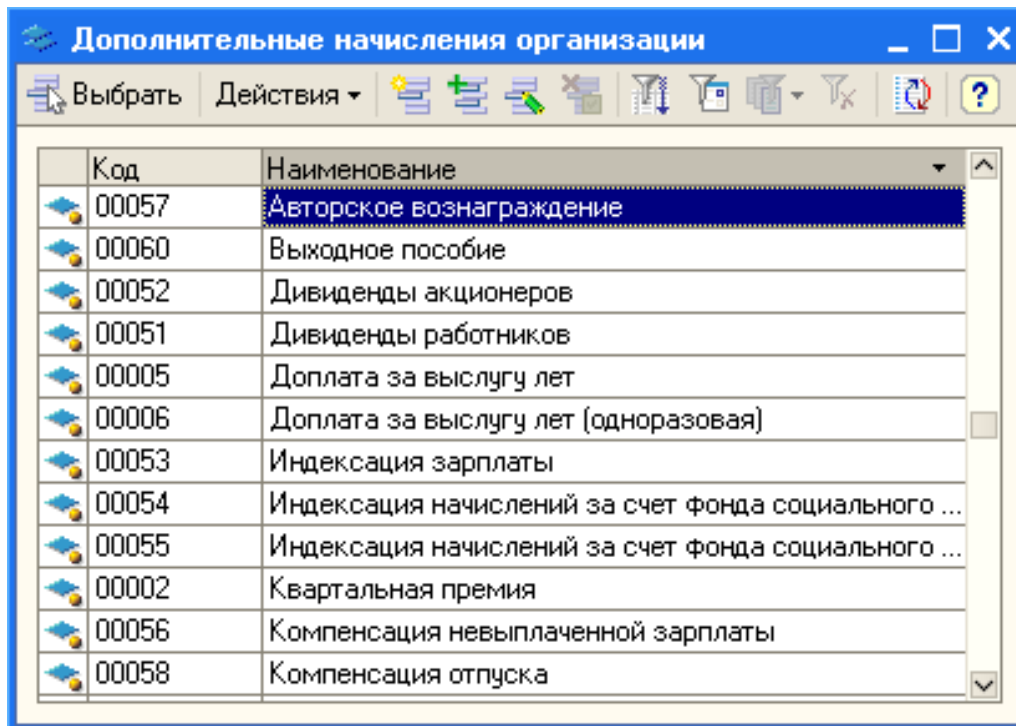 Дополнительные начисления организации
Выбрать Действия ?
Код Наименование
00057 Авторское вознаграждение
00060 Выходное пособие
00052 Дивиденды акционеров
00051 Дивиденды работников
00005 Доплата за выслугу лет
00006 Доплата за выслугу лет (одноразовая)
00053 Индексация зарплаты
00054 Индексация начислений за счет фонда социального ...
00055 Индексация начислений за счет фонда социального ...
00002 Квартальная премия
00056 Компенсация невыплаченной зарплаты
00058 Компенсация отпуска